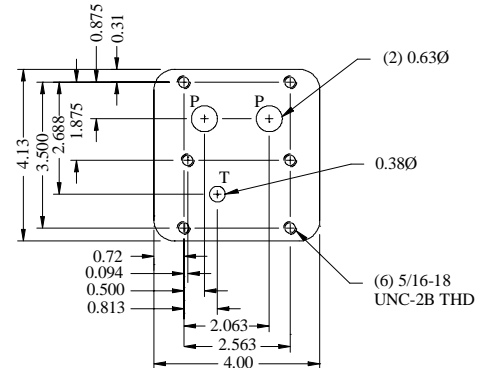 0.875
0.31
(2) 0.63Ø
P
P
4.13
3.500
2.688
1.875
T
0.38Ø
0.72
0.094
0.500
0.813
(6) 5/16-18
UNC-2B THD
2.063
2.563
4.00